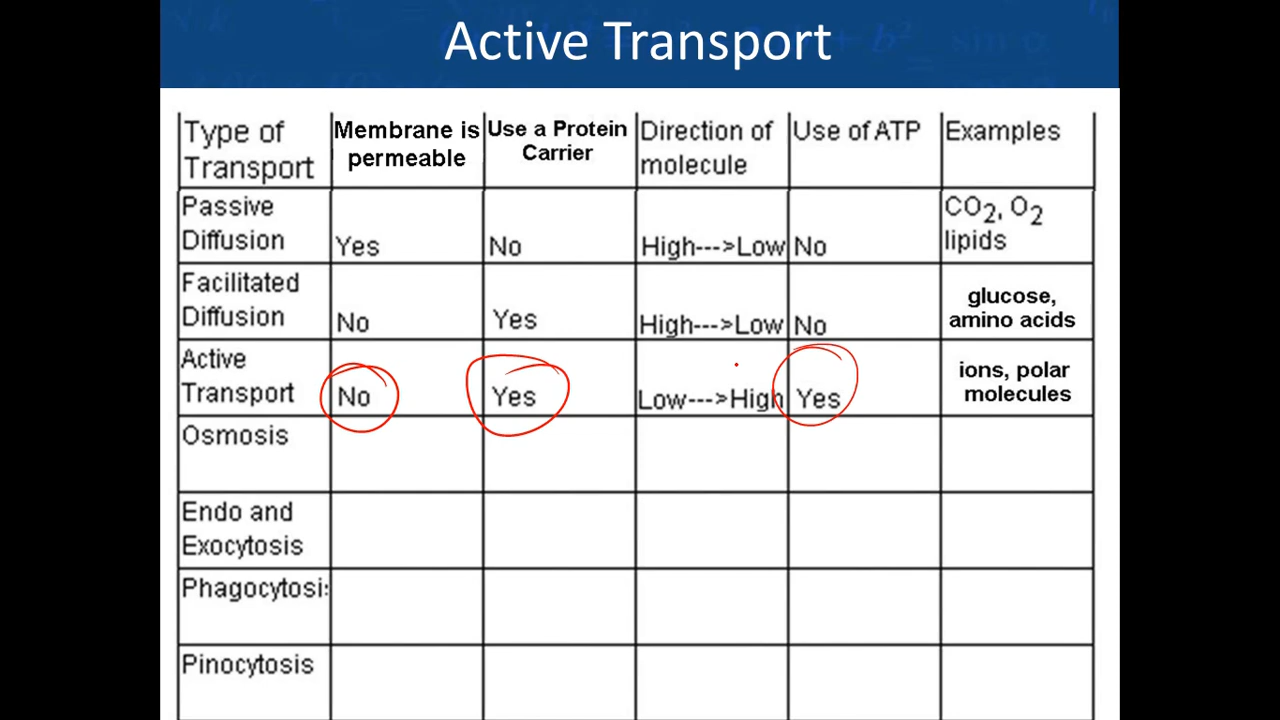 Active Transport
Type of
Transport
Membrane is
permeable
Use a Protein
Carrier
Direction of
molecule
Use of ATP
Examples
Passive
Diffusion
Yes
No
High--->Low
No
CO2, O2
lipids
Facilitated
Diffusion
No
Yes
High--->Low
No
glucose,
amino acids
Active
Transport
No
Yes
Low--->High
Yes
ions, polar
molecules
Osmosis
Endo and
Exocytosis
Phagocytosis
Pinocytosis